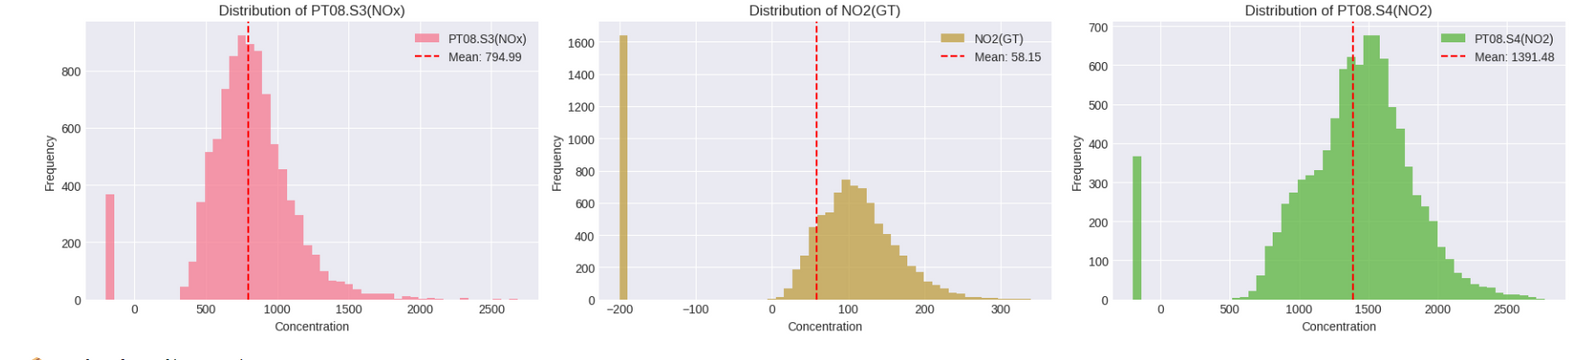 Distribution of PT08.S3(NOx)
PT08.S3(NOx)
Mean: 794.99
Frequency
800
600
400
200
0
0 500 1000 1500 2000 2500
Concentration
Distribution of NO2(GT)
NO2(GT)
Mean: 58.15
Frequency
1600
1400
1200
1000
800
600
400
200
0
−200 −100 0 100 200 300
Concentration
Distribution of PT08.S4(NO2)
PT08.S4(NO2)
Mean: 1391.48
Frequency
700
600
500
400
300
200
100
0
0 500 1000 1500 2000 2500
Concentration